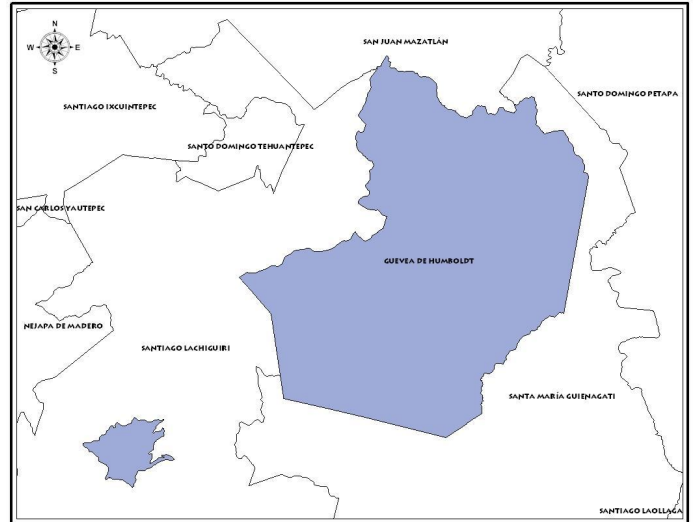 N
W E
S
SAN JUAN MAZATLÁN
SANTO DOMINGO PETAPA
SANTIAGO IXCUINTEPEC
SANTO DOMINGO TEHUANTEPEC
SAN CARLOS YAUTEPEC
GUEVEA DE HUMBOLDT
NEJAPA DE MADERO
SANTIAGO LACHIGUIRI
SANTA MARÍA GUIENAGATI
SANTIAGO LAOLLAGA